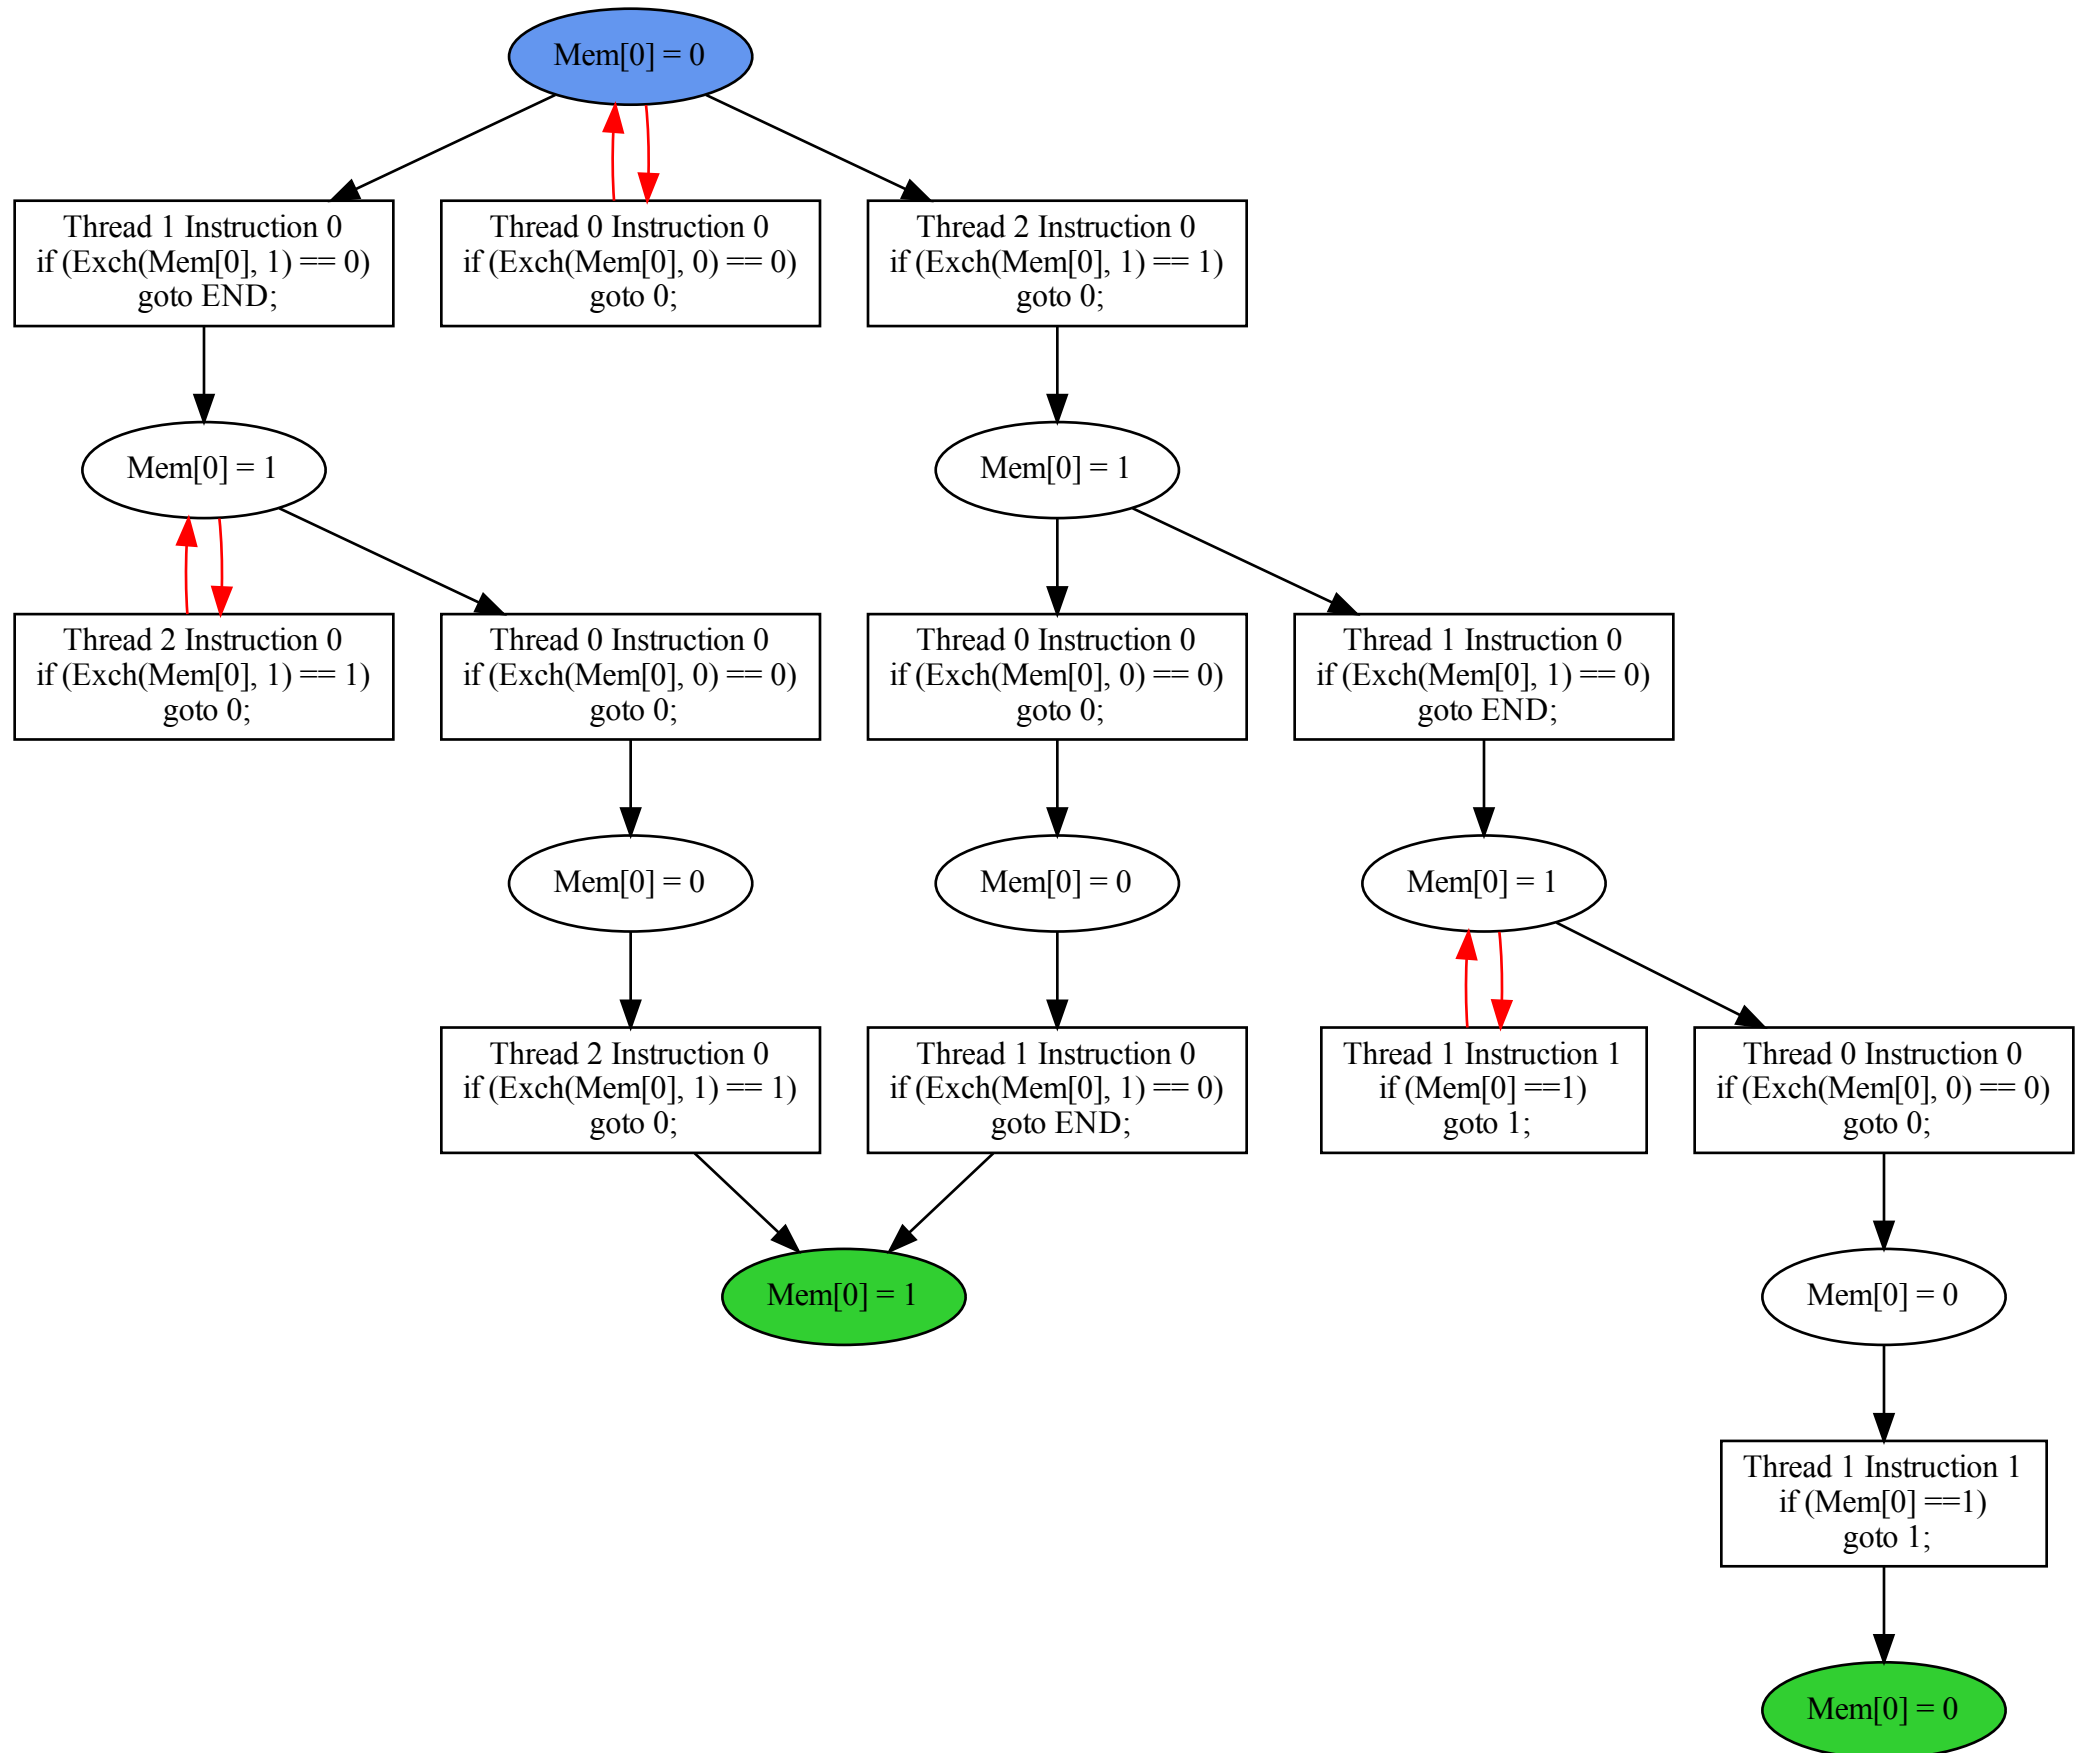 Mem[0] = 0
Thread 1 Instruction 0
if (Exch(Mem[0], 1) == 0)
goto END;
Thread 0 Instruction 0
if (Exch(Mem[0], 0) == 0)
goto 0;
Thread 2 Instruction 0
if (Exch(Mem[0], 1) == 1)
goto 0;
Mem[0] = 1
Mem[0] = 1
Thread 2 Instruction 0
if (Exch(Mem[0], 1) == 1)
goto 0;
Thread 0 Instruction 0
if (Exch(Mem[0], 0) == 0)
goto 0;
Thread 0 Instruction 0
if (Exch(Mem[0], 0) == 0)
goto 0;
Thread 1 Instruction 0
if (Exch(Mem[0], 1) == 0)
goto END;
Mem[0] = 0
Mem[0] = 0
Mem[0] = 1
Thread 2 Instruction 0
if (Exch(Mem[0], 1) == 1)
goto 0;
Thread 1 Instruction 0
if (Exch(Mem[0], 1) == 0)
goto END;
Thread 1 Instruction 1
if (Mem[0] ==1)
goto 1;
Thread 0 Instruction 0
if (Exch(Mem[0], 0) == 0)
goto 0;
Mem[0] = 1
Mem[0] = 0
Thread 1 Instruction 1
if (Mem[0] ==1)
goto 1;
Mem[0] = 0